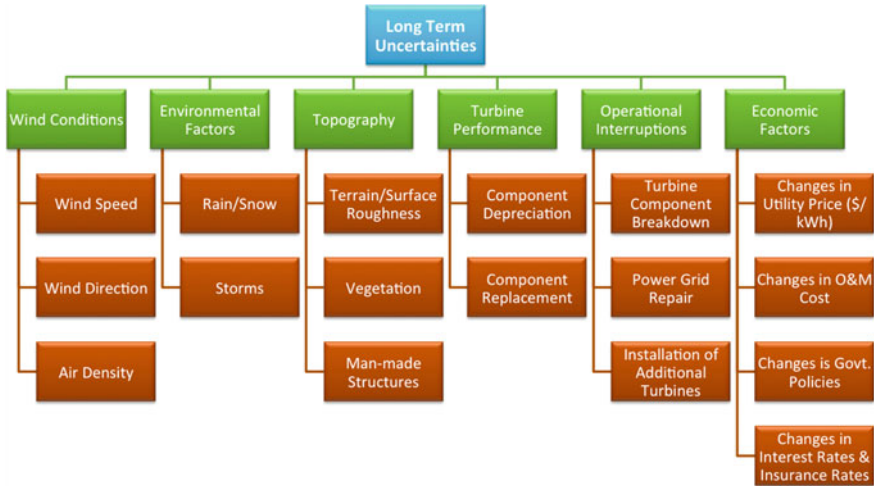 Long Term
Uncertainties
Wind Conditions
Environmental
Factors
Topography
Turbine
Performance
Operational
Interruptions
Economic
Factors
Wind Speed
Wind Direction
Air Density
Rain/Snow
Storms
Terrain/Surface
Roughness
Vegetation
Man-made
Structures
Component
Depreciation
Component
Replacement
Turbine
Component
Breakdown
Power Grid
Repair
Installation of
Additional
Turbines
Changes in
Utility Price ($/
kWh)
Changes in O&M
Cost
Changes is Govt.
Policies
Changes in
Interest Rates &
Insurance Rates